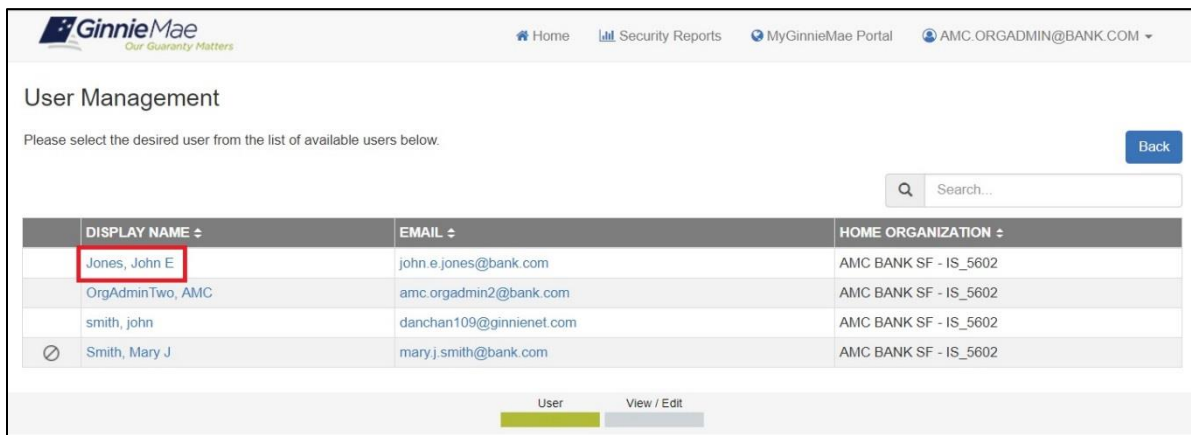 GinnieMae
Our Guaranty Matters
Home Security Reports MyGinnieMae Portal AMC.ORGADMIN@BANK.COM
User Management
Please select the desired user from the list of available users below.
Back
Search...
DISPLAY NAME EMAIL HOME ORGANIZATION
Jones, John E john.e.jones@bank.com AMC BANK SF - IS_5602
OrgAdminTwo, AMC amc.orgadmin2@bank.com AMC BANK SF - IS_5602
smith, john danchan109@ginnienet.com AMC BANK SF - IS_5602
Smith, Mary J mary.j.smith@bank.com AMC BANK SF - IS_5602
User View / Edit